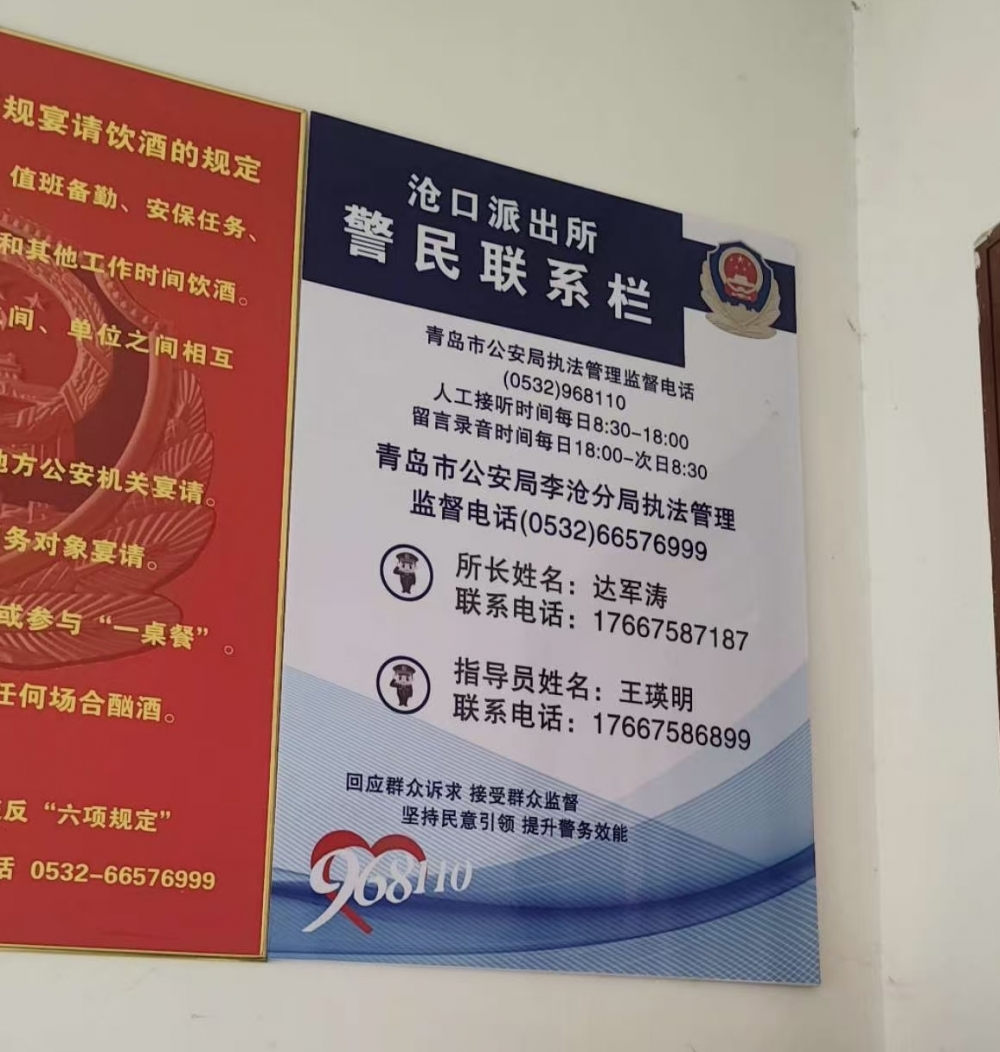 规宴请饮酒的规定
值班备勤、安保任务、
和其他工作时间饮酒。
间、单位之间相互
地方公安机关宴请。
务对象宴请。
或参与“一桌餐”。
任何场合酗酒。
反“六项规定”
话 0532-66576999
沧口派出所
警民联系栏
青岛市公安局执法管理监督电话
(0532)968110
人工接听时间每日8:30-18:00
留言录音时间每日18:00-次日8:30
青岛市公安局李沧分局执法管理
监督电话(0532)66576999
所长姓名：达军涛
联系电话：17667587187
指导员姓名：王瑛明
联系电话：17667586899
回应群众诉求 接受群众监督
坚持民意引领 提升警务效能
968110